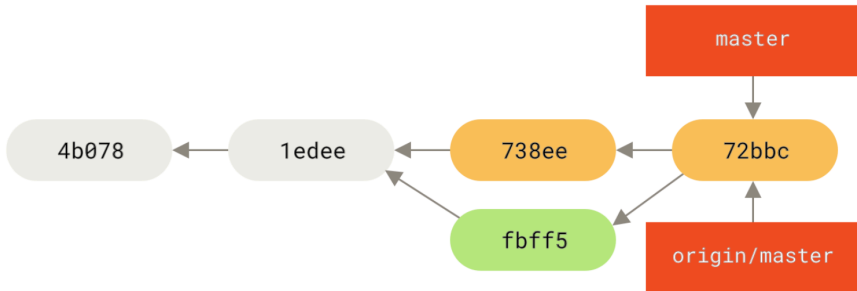 master
4b078
1edee
738ee
72bbc
fbff5
origin/master